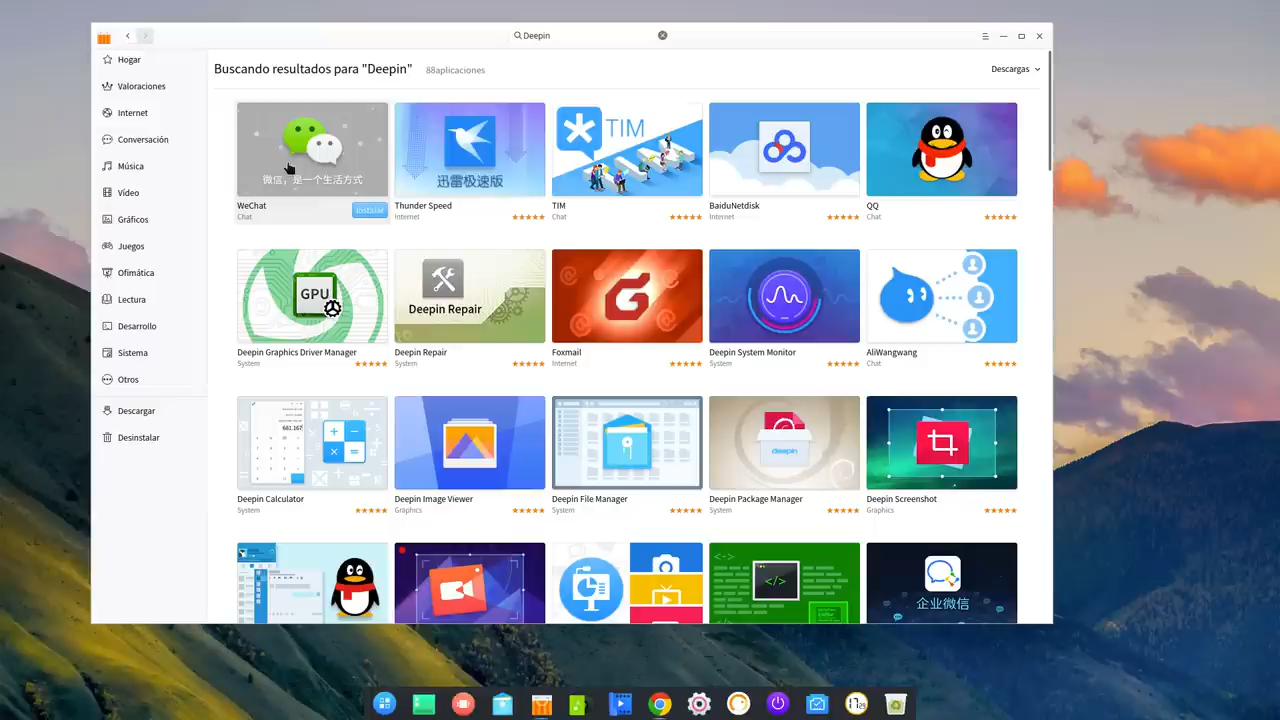 Deepin
Hogar
Valoraciones
Internet
Conversación
Música
Vídeo
Gráficos
Juegos
Ofimática
Lectura
Desarrollo
Sistema
Otros
Descargar
Desinstalar
Buscando resultados para "Deepin"
88aplicaciones
Descargas
微信，是一个生活方式
WeChat
Chat
Instalar
迅雷极速版
Thunder Speed
Internet
TIM
TIM
Chat
BaiduNetdisk
Internet
QQ
Chat
GPU
Deepin Graphics Driver Manager
System
Deepin Repair
Deepin Repair
System
Foxmail
Internet
Deepin System Monitor
System
AliWangwang
Chat
681.167
Deepin Calculator
System
Deepin Image Viewer
Graphics
Deepin File Manager
System
deepin
Deepin Package Manager
System
Deepin Screenshot
Graphics
</>
企业微信